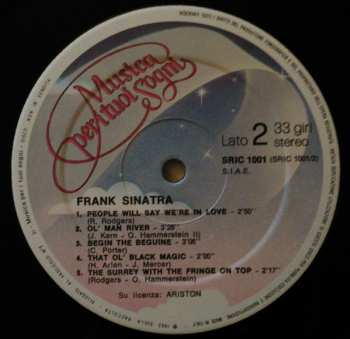 Musica
per i tuoi sogni
Lato 2 33 giri
stereo
SRIC 1001 (SRIC 1001/2)
S.I.A.E.
FRANK SINATRA
1. PEOPLE WILL SAY WE'RE IN LOVE - 2'50"
(R. Rodgers)
2. OL' MAN RIVER - 3'25"
(J. Kern - O. Hammerstein II)
3. BEGIN THE BEGUINE - 3'05"
(C. Porter)
4. THAT OL' BLACK MAGIC - 2'00"
(H. Arlen - J. Mercer)
5. THE SURREY WITH THE FRINGE ON TOP - 2'17"
(Rodgers - O. Hammerstein)
Su licenza: ARISTON